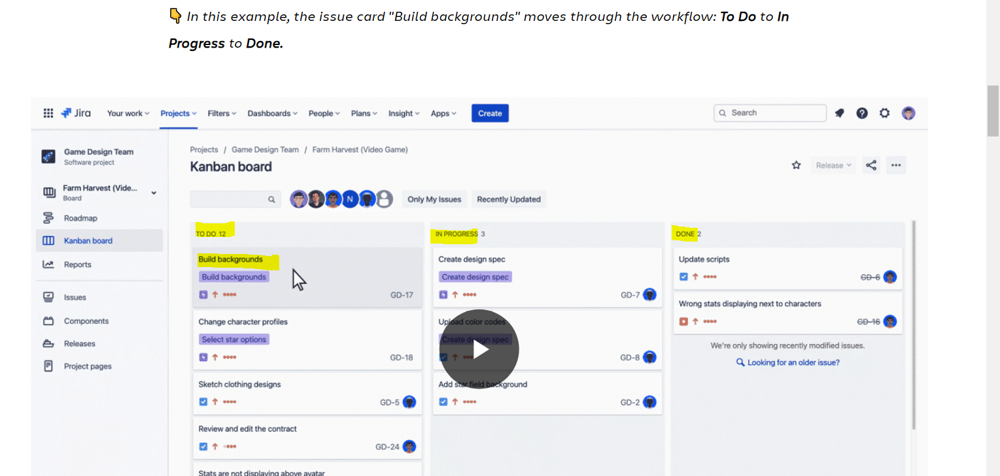 👇 In this example, the issue card "Build backgrounds" moves through the workflow: To Do to In
Progress to Done.
Jira Your work Projects Filters Dashboards People Plans Insight Apps Create Search
Game Design Team
Software project
Farm Harvest (Vide...
Board
Roadmap
Kanban board
Reports
Issues
Components
Releases
Project pages
Projects / Game Design Team / Farm Harvest (Video Game)
Kanban board
Release
N
Only My Issues Recently Updated
TO DO 12
Build backgrounds
Build backgrounds
GD-17
Change character profiles
Select star options
GD-18
Sketch clothing designs
GD-5
Review and edit the contract
GD-24
Stats are not displaying above avatar
IN PROGRESS 3
Create design spec
Create design spec
GD-7
Upload color codes
Create design spec
GD-8
Add star field background
GD-2
DONE 2
Update scripts
GD-6
Wrong stats displaying next to characters
GD-16
We're only showing recently modified issues.
Looking for an older issue?